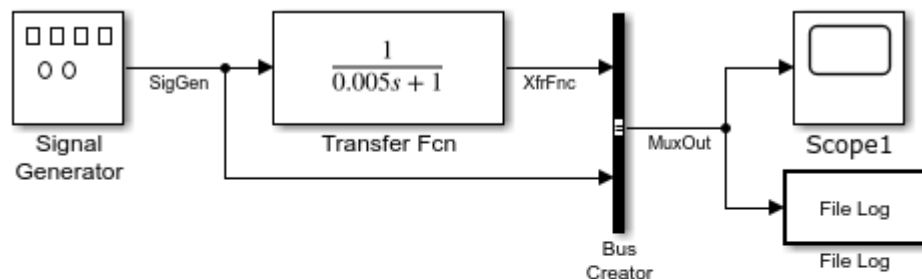 SigGen
Signal
Generator
1
0.005s + 1
Transfer Fcn
XfrFnc
Bus
Creator
MuxOut
Scope1
File Log
File Log